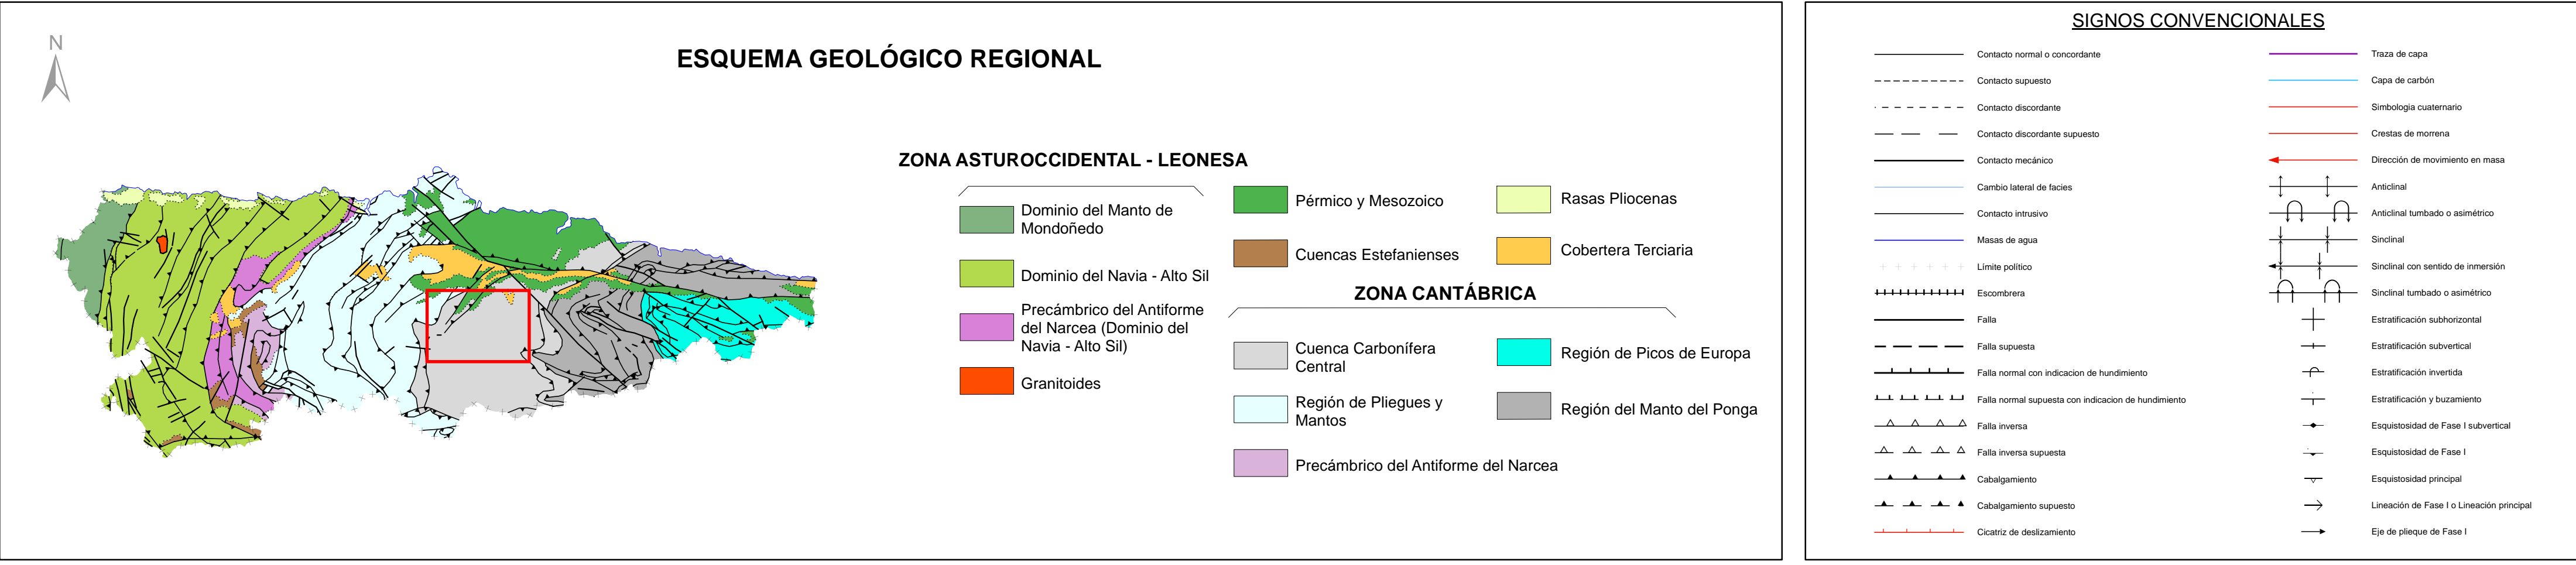 N
ESQUEMA GEOLÓGICO REGIONAL
ZONA ASTUROCCIDENTAL - LEONESA
Dominio del Manto de
Mondoñedo
Dominio del Navia - Alto Sil
Precámbrico del Antiforme
del Narcea (Dominio del
Navia - Alto Sil)
Granitoides
Pérmico y Mesozoico
Cuencas Estefanienses
Rasas Pliocenas
Cobertera Terciaria
ZONA CANTÁBRICA
Cuenca Carbonífera
Central
Región de Pliegues y
Mantos
Precámbrico del Antiforme del Narcea
Región de Picos de Europa
Región del Manto del Ponga
SIGNOS CONVENCIONALES
Contacto normal o concordante
Contacto supuesto
Contacto discordante
Contacto discordante supuesto
Contacto mecánico
Cambio lateral de facies
Contacto intrusivo
Masas de agua
Límite político
Escombrera
Falla
Falla supuesta
Falla normal con indicacion de hundimiento
Falla normal supuesta con indicacion de hundimiento
Falla inversa
Falla inversa supuesta
Cabalgamiento
Cabalgamiento supuesto
Cicatriz de deslizamiento
Traza de capa
Capa de carbón
Simbologia cuaternario
Crestas de morrena
Dirección de movimiento en masa
Anticlinal
Anticlinal tumbado o asimétrico
Sinclinal
Sinclinal con sentido de inmersión
Sinclinal tumbado o asimétrico
Estratificación subhorizontal
Estratificación subvertical
Estratificación invertida
Estratificación y buzamiento
Esquistosidad de Fase I subvertical
Esquistosidad de Fase I
Esquistosidad principal
Lineación de Fase I o Lineación principal
Eje de plieque de Fase I